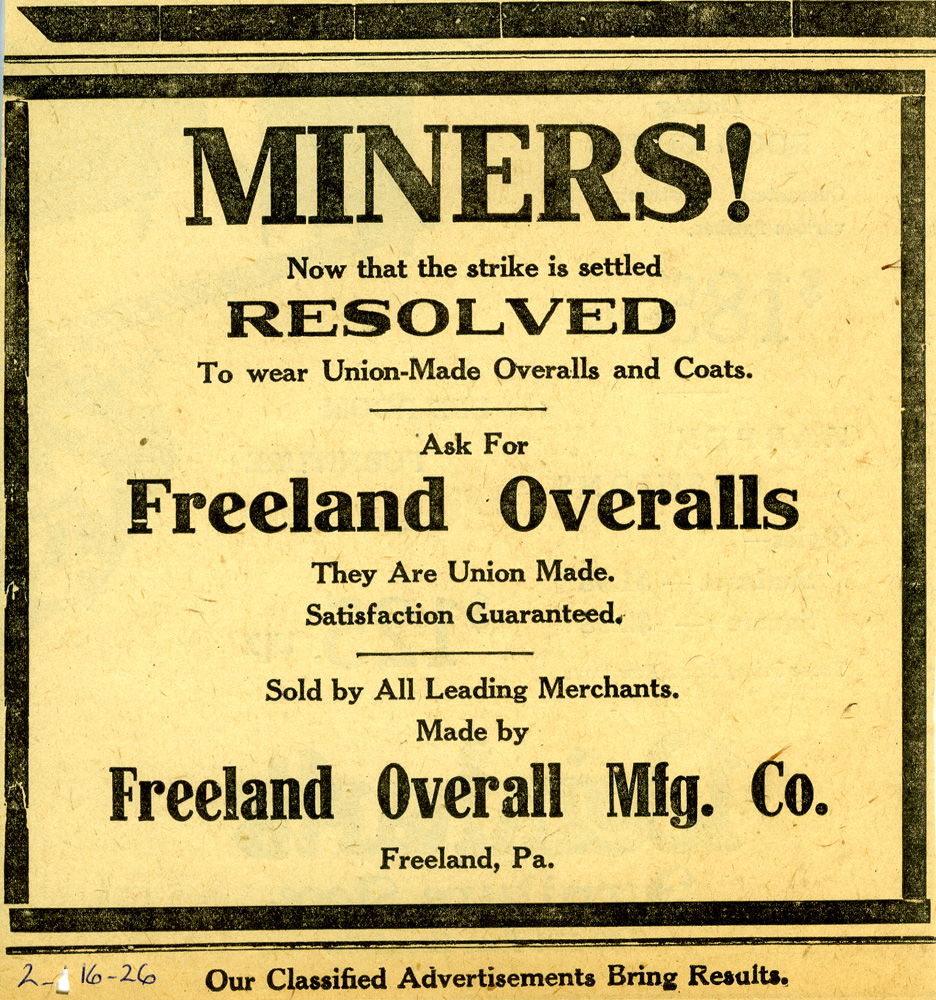 MINERS!
Now that the strike is settled
RESOLVED
To wear Union-Made Overalls and Coats.
Ask For
Freeland Overalls
They Are Union Made.
Satisfaction Guaranteed.
Sold by All Leading Merchants.
Made by
Freeland Overall Mfg. Co.
Freeland, Pa.
2-16-26
Our Classified Advertisements Bring Results.